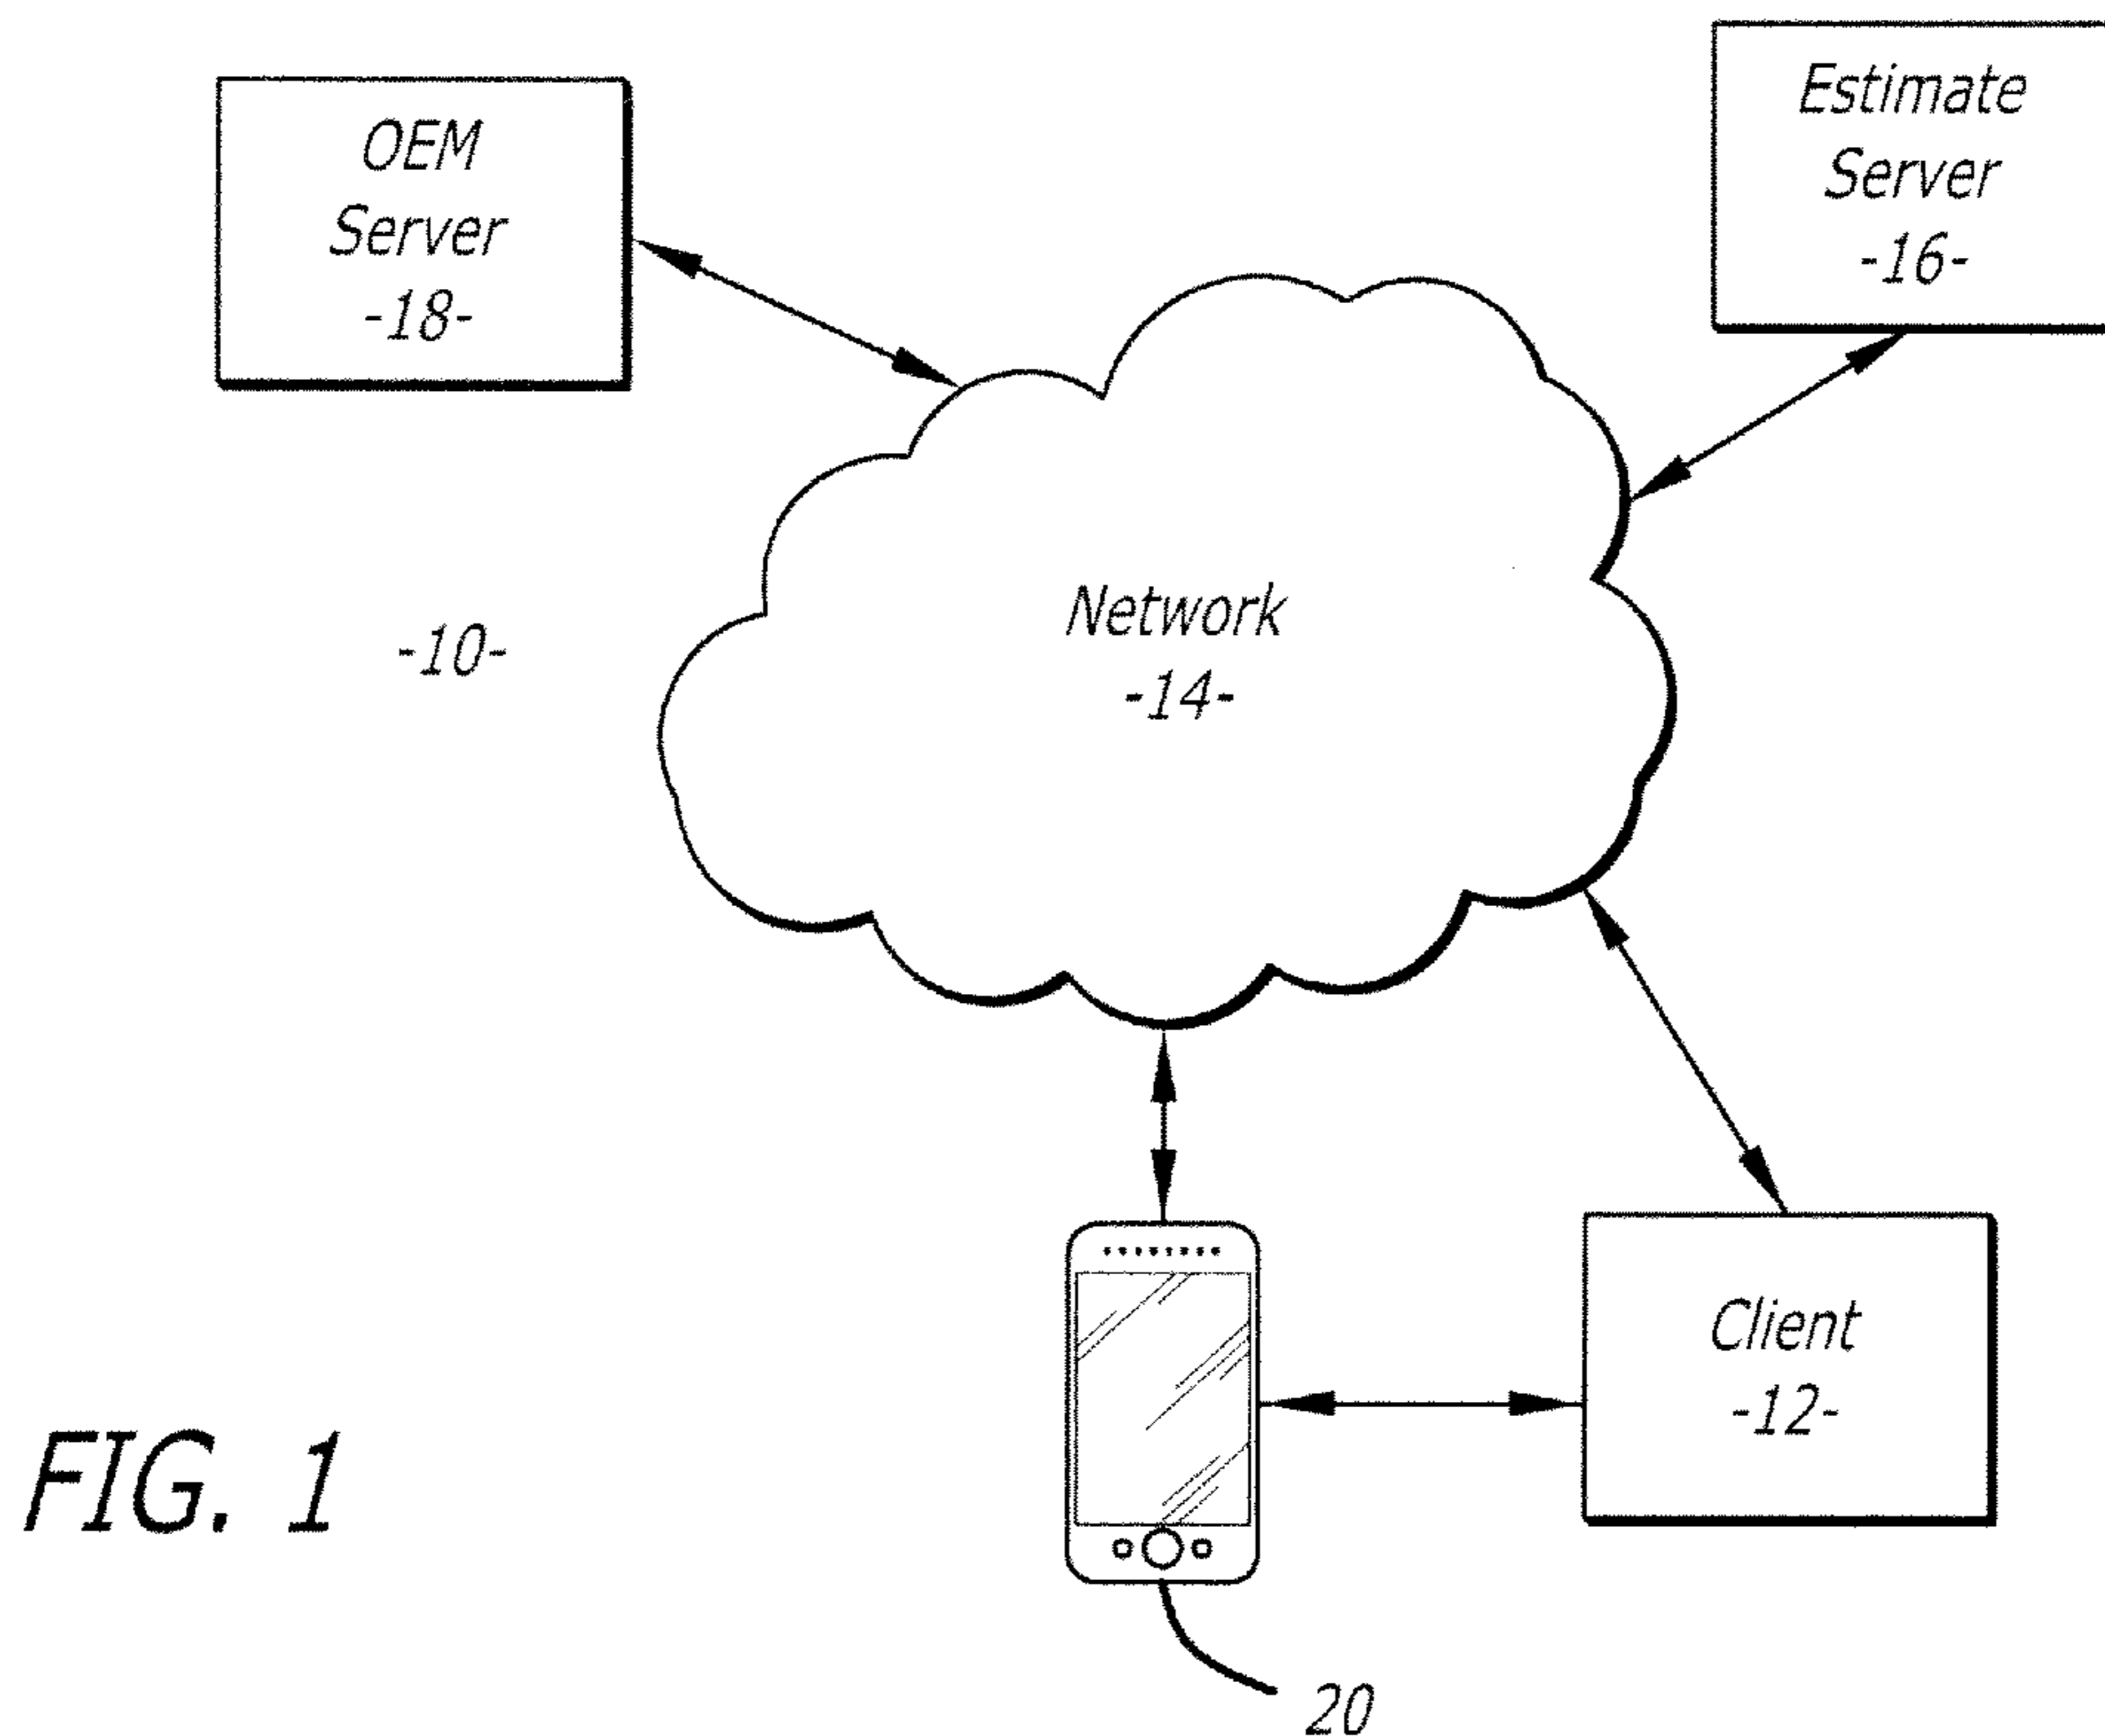 OEM
Server
-18-
Estimate
Server
-16-
Network
-14-
-10-
Client
-12-
FIG. 1
20